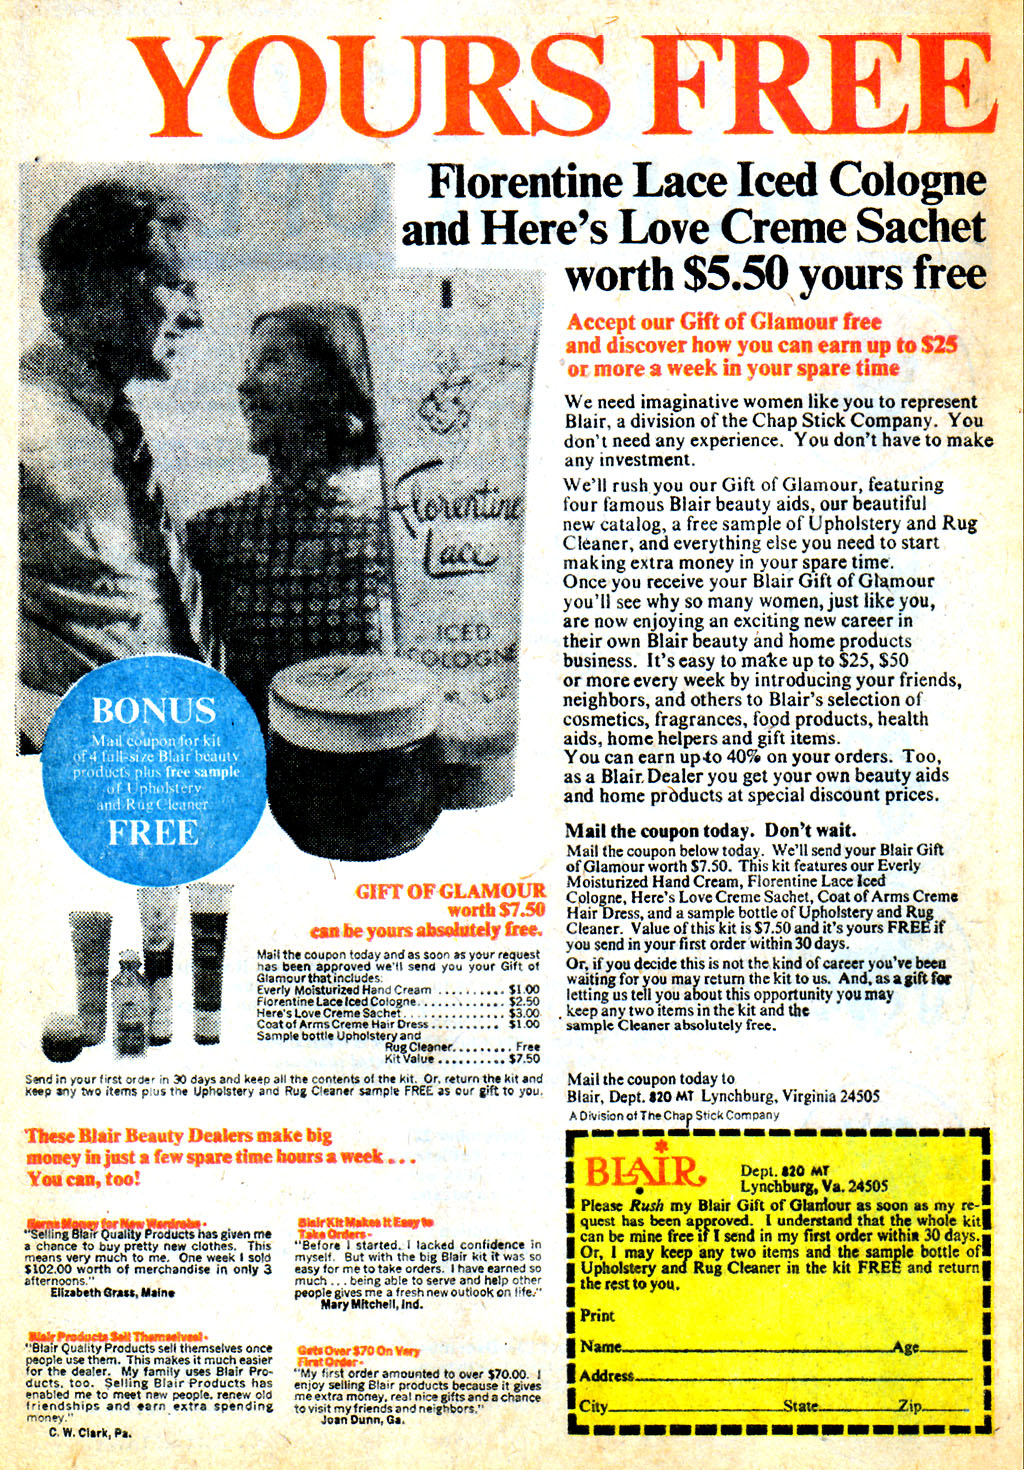 YOURS FREE
Florentine Lace Iced Cologne
and Here's Love Creme Sachet
worth $5.50 yours free
Accept our Gift of Glamour free
and discover how you can earn up to $25
or more a week in your spare time
We need imaginative women like you to represent
Blair, a division of the Chap Stick Company. You
don't need any experience. You don't have to make
any investment.
We'll rush you our Gift of Glamour, featuring
four famous Blair beauty aids, our beautiful
new catalog, a free sample of Upholstery and Rug
Cleaner, and everything else you need to start
making extra money in your spare time.
Once you receive your Blair Gift of Glamour
you'll see why so many women, just like you,
are now enjoying an exciting new career in
their own Blair beauty and home products
business. It's easy to make up to $25, $50
or more every week by introducing your friends,
neighbors, and others to Blair's selection of
cosmetics, fragrances, food products, health
aids, home helpers and gift items.
You can earn up to 40% on your orders. Too,
as a Blair Dealer you get your own beauty aids
and home products at special discount prices.
Mail the coupon today. Don't wait.
Mail the coupon below today. We'll send your Blair Gift
of Glamour worth $7.50. This kit features our Everly
Moisturized Hand Cream, Florentine Lace Iced
Cologne, Here's Love Creme Sachet, Coat of Arms Creme
Hair Dress, and a sample bottle of Upholstery and Rug
Cleaner. Value of this kit is $7.50 and it's yours FREE if
you send in your first order within 30 days.
Or, if you decide this is not the kind of career you've been
waiting for you may return the kit to us. And, as a gift for
letting us tell you about this opportunity you may
keep any two items in the kit and the
sample Cleaner absolutely free.
Mail the coupon today to
Blair, Dept. 820 MT Lynchburg, Virginia 24505
A Division of The Chap Stick Company
Florentine
Lace
ICED
COLOGNE
BONUS
Mail coupon for kit
of 4 full-size Blair beauty
products plus free sample
of Upholstery
and Rug Cleaner
FREE
GIFT OF GLAMOUR
worth $7.50
can be yours absolutely free.
Mail the coupon today and as soon as your request
has been approved we'll send you your Gift of
Glamour that includes:
Everly Moisturized Hand Cream .......... $1.00
Florentine Lace Iced Cologne............. $2.50
Here's Love Creme Sachet................. $3.00
Coat of Arms Creme Hair Dress........... $1.00
Sample bottle Upholstery and
Rug Cleaner......... Free
Kit Value .......... $7.50
Send in your first order in 30 days and keep all the contents of the kit. Or, return the kit and
keep any two items plus the Upholstery and Rug Cleaner sample FREE as our gift to you.
These Blair Beauty Dealers make big
money in just a few spare time hours a week . . .
You can, too!
Earns Money for New Wardrobe -
"Selling Blair Quality Products has given me
a chance to buy pretty new clothes. This
means very much to me. One week I sold
$102.00 worth of merchandise in only 3
afternoons."
Elizabeth Grass, Maine
Blair Products Sell Themselves! -
"Blair Quality Products sell themselves once
people use them. This makes it much easier
for the dealer. My family uses Blair Pro-
ducts, too. Selling Blair Products has
enabled me to meet new people, renew old
friendships and earn extra spending
money."
C. W. Clark, Pa.
Blair Kit Makes It Easy to
Take Orders -
"Before I started, I lacked confidence in
myself. But with the big Blair kit it was so
easy for me to take orders. I have earned so
much ... being able to serve and help other
people gives me a fresh new outlook on life."
Mary Mitchell, Ind.
Gets Over $70 On Very
First Order -
"My first order amounted to over $70.00. I
enjoy selling Blair products because it gives
me extra money, real nice gifts and a chance
to visit my friends and neighbors."
Joan Dunn, Ga.
BLAIR
Dept. 820 MT
Lynchburg, Va. 24505
Please Rush my Blair Gift of Glamour as soon as my re-
quest has been approved. I understand that the whole kit
can be mine free if I send in my first order within 30 days.
Or, I may keep any two items and the sample bottle of
Upholstery and Rug Cleaner in the kit FREE and return
the rest to you.
Print
Name Age
Address
City State Zip